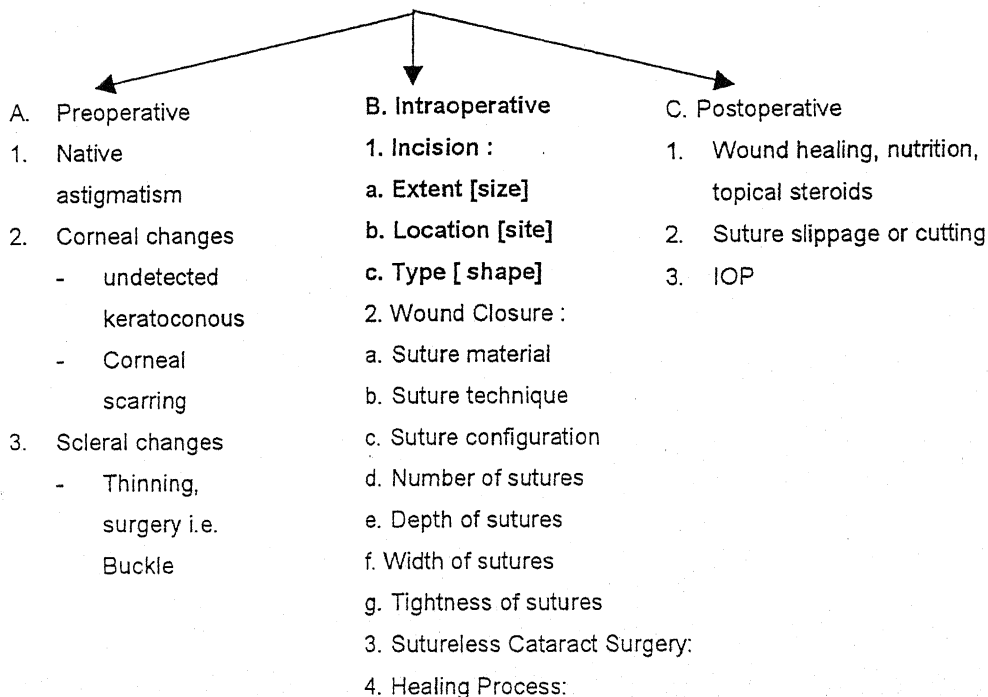 A. Preoperative
1. Native
astigmatism
2. Corneal changes
- undetected
keratoconous
- Corneal
scarring
3. Scleral changes
- Thinning,
surgery i.e.
Buckle
B. Intraoperative
1. Incision :
a. Extent [size]
b. Location [site]
c. Type [ shape]
2. Wound Closure :
a. Suture material
b. Suture technique
c. Suture configuration
d. Number of sutures
e. Depth of sutures
f. Width of sutures
g. Tightness of sutures
3. Sutureless Cataract Surgery:
4. Healing Process:
C. Postoperative
1. Wound healing, nutrition,
topical steroids
2. Suture slippage or cutting
3. IOP